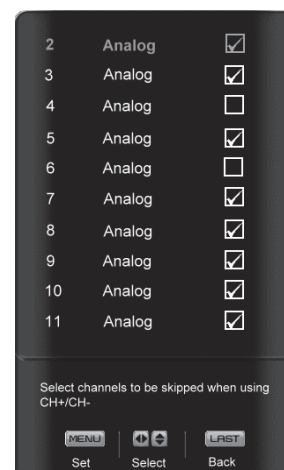 2 Analog
3 Analog
4 Analog
5 Analog
6 Analog
7 Analog
8 Analog
9 Analog
10 Analog
11 Analog
Select channels to be skipped when using
CH+/CH-
MENU LAST
Set Select Back